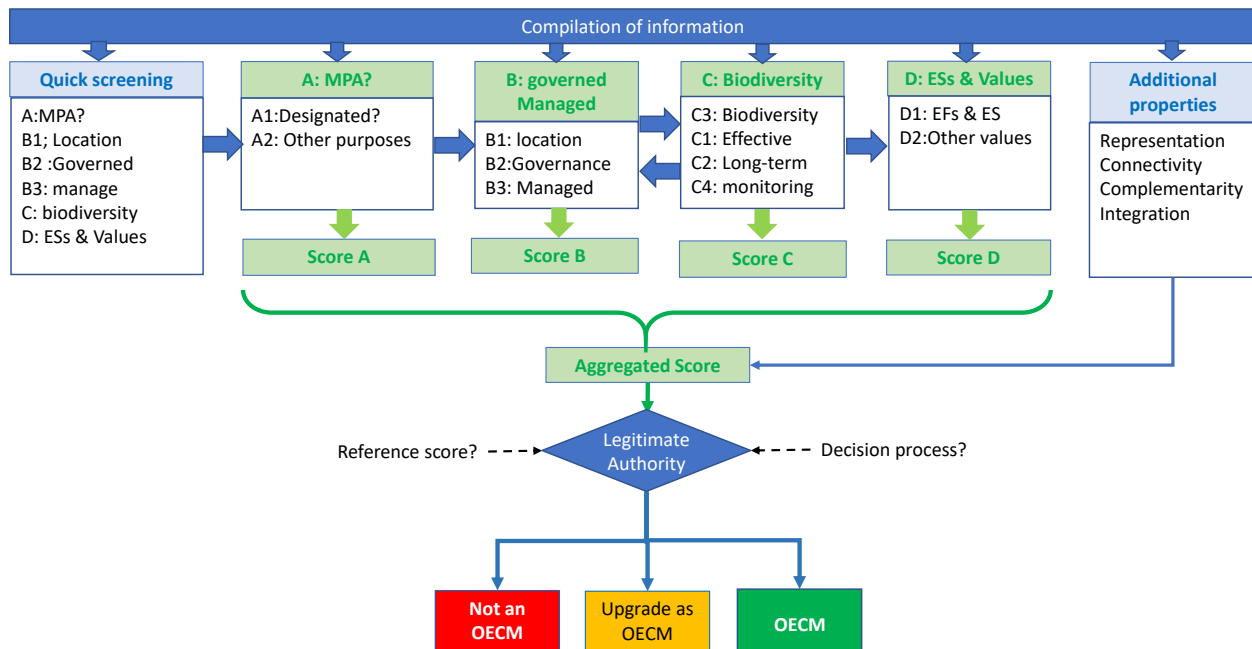 Compilation of information
Quick screening
A:MPA?
B1; Location
B2 :Governed
B3: manage
C: biodiversity
D: ESs & Values
A: MPA?
A1:Designated?
A2: Other purposes
Score A
B: governed
Managed
B1: location
B2:Governance
B3: Managed
Score B
C: Biodiversity
C3: Biodiversity
C1: Effective
C2: Long-term
C4: monitoring
Score C
D: ESs & Values
D1: EFs & ES
D2:Other values
Score D
Additional
properties
Representation
Connectivity
Complementarity
Integration
Aggregated Score
Reference score?
Legitimate
Authority
Decision process?
Not an
OECM
Upgrade as
OECM
OECM